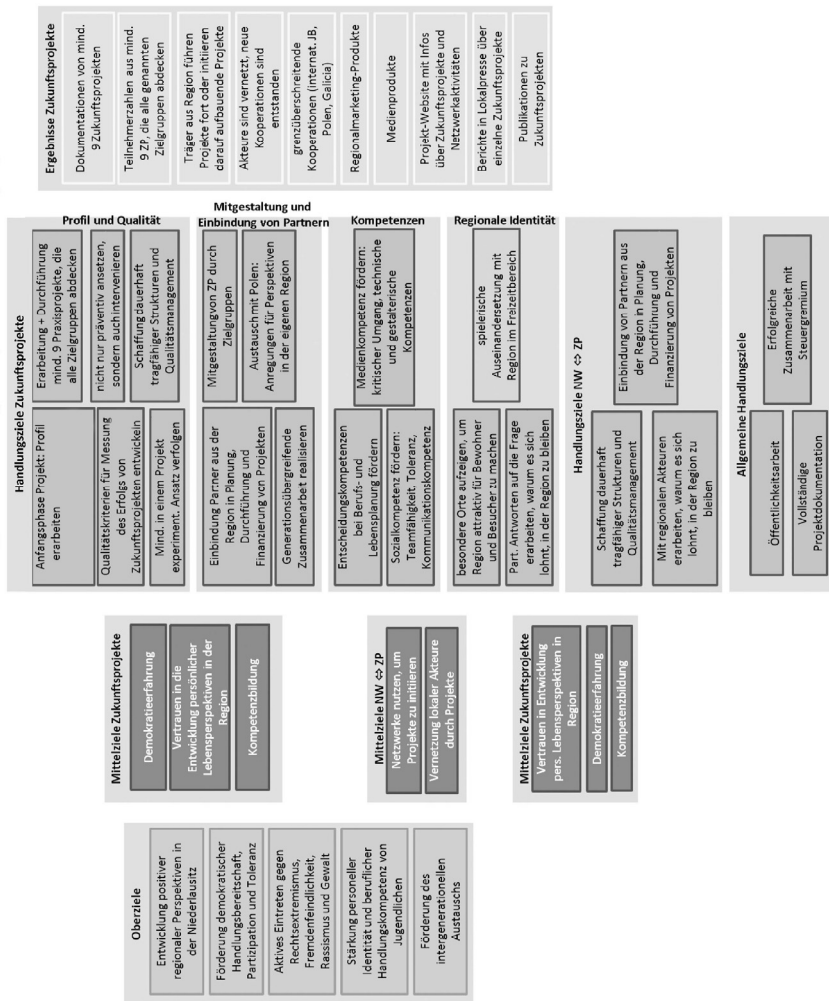 Oberziele
Entwicklung positiver
regionaler Perspektiven in
der Niederlausitz
Förderung demokratischer
Handlungsbereitschaft,
Partizipation und Toleranz
Aktives Eintreten gegen
Rechtsextremismus,
Fremdenfeindlichkeit,
Rassismus und Gewalt
Stärkung personeller
Identität und beruflicher
Handlungskompetenz von
Jugendlichen
Förderung des
intergenerationellen
Austauschs
Mittelziele Zukunftsprojekte
Demokratieerfahrung
Vertrauen in die
Entwicklung persönlicher
Lebensperspektiven in der
Region
Kompetenzbildung
Mittelziele NW ⇔ ZP
Netzwerke nutzen, um
Projekte zu initiieren
Vernetzung lokaler Akteure
durch Projekte
Mittelziele Zukunftsprojekte
Vertrauen in Entwicklung
pers. Lebensperspektiven in
Region
Demokratieerfahrung
Kompetenzbildung
Handlungsziele Zukunftsprojekte
Profil und Qualität
Anfangsphase Projekt: Profil
erarbeiten
Erarbeitung + Durchführung
mind. 9 Praxisprojekte, die
alle Zielgruppen abdecken
Qualitätskriterien für Messung
des Erfolgs von
Zukunftsprojekten entwickeln
nicht nur präventiv ansetzen,
sondern auch intervenieren
Mind. in einem Projekt
experiment. Ansatz verfolgen
Schaffung dauerhaft
tragfähiger Strukturen und
Qualitätsmanagement
Mitgestaltung und
Einbindung von Partnern
Einbindung Partner aus der
Region in Planung,
Durchführung und
Finanzierung von Projekten
Mitgestaltung von ZP durch
Zielgruppen
Generationsübergreifende
Zusammenarbeit realisieren
Austausch mit Polen:
Anregungen für Perspektiven
in der eigenen Region
Kompetenzen
Entscheidungskompetenzen
bei Berufs- und
Lebensplanung fördern
Medienkompetenz fördern:
kritischer Umgang, technische
und gestalterische
Kompetenzen
Sozialkompetenz fördern:
Teamfähigkeit, Toleranz,
Kommunikationskompetenz
Regionale Identität
besondere Orte aufzeigen, um
Region attraktiv für Bewohner
und Besucher zu machen
spielerische
Auseinandersetzung mit
Region im Freizeitbereich
Part. Antworten auf die Frage
erarbeiten, warum es sich
lohnt, in der Region zu bleiben
Handlungsziele NW ⇔ ZP
Schaffung dauerhaft
tragfähiger Strukturen und
Qualitätsmanagement
Einbindung von Partnern aus
der Region in Planung,
Durchführung und
Finanzierung von Projekten
Mit regionalen Akteuren
erarbeiten, warum es sich
lohnt, in der Region zu
bleiben
Allgemeine Handlungsziele
Öffentlichkeitsarbeit
Erfolgreiche
Zusammenarbeit mit
Steuergremium
Vollständige
Projektdokumentation
Ergebnisse Zukunftsprojekte
Dokumentationen von mind.
9 Zukunftsprojekten
Teilnehmerzahlen aus mind.
9 ZP, die alle genannten
Zielgruppen abdecken
Träger aus Region führen
Projekte fort oder initiieren
darauf aufbauende Projekte
Akteure sind vernetzt, neue
Kooperationen sind
entstanden
grenzüberschreitende
Kooperationen (internat. JB,
Polen, Galicia)
Regionalmarketing-Produkte
Medienprodukte
Projekt-Website mit Infos
über Zukunftsprojekte und
Netzwerkaktivitäten
Berichte in Lokalpresse über
einzelne Zukunftsprojekte
Publikationen zu
Zukunftsprojekten